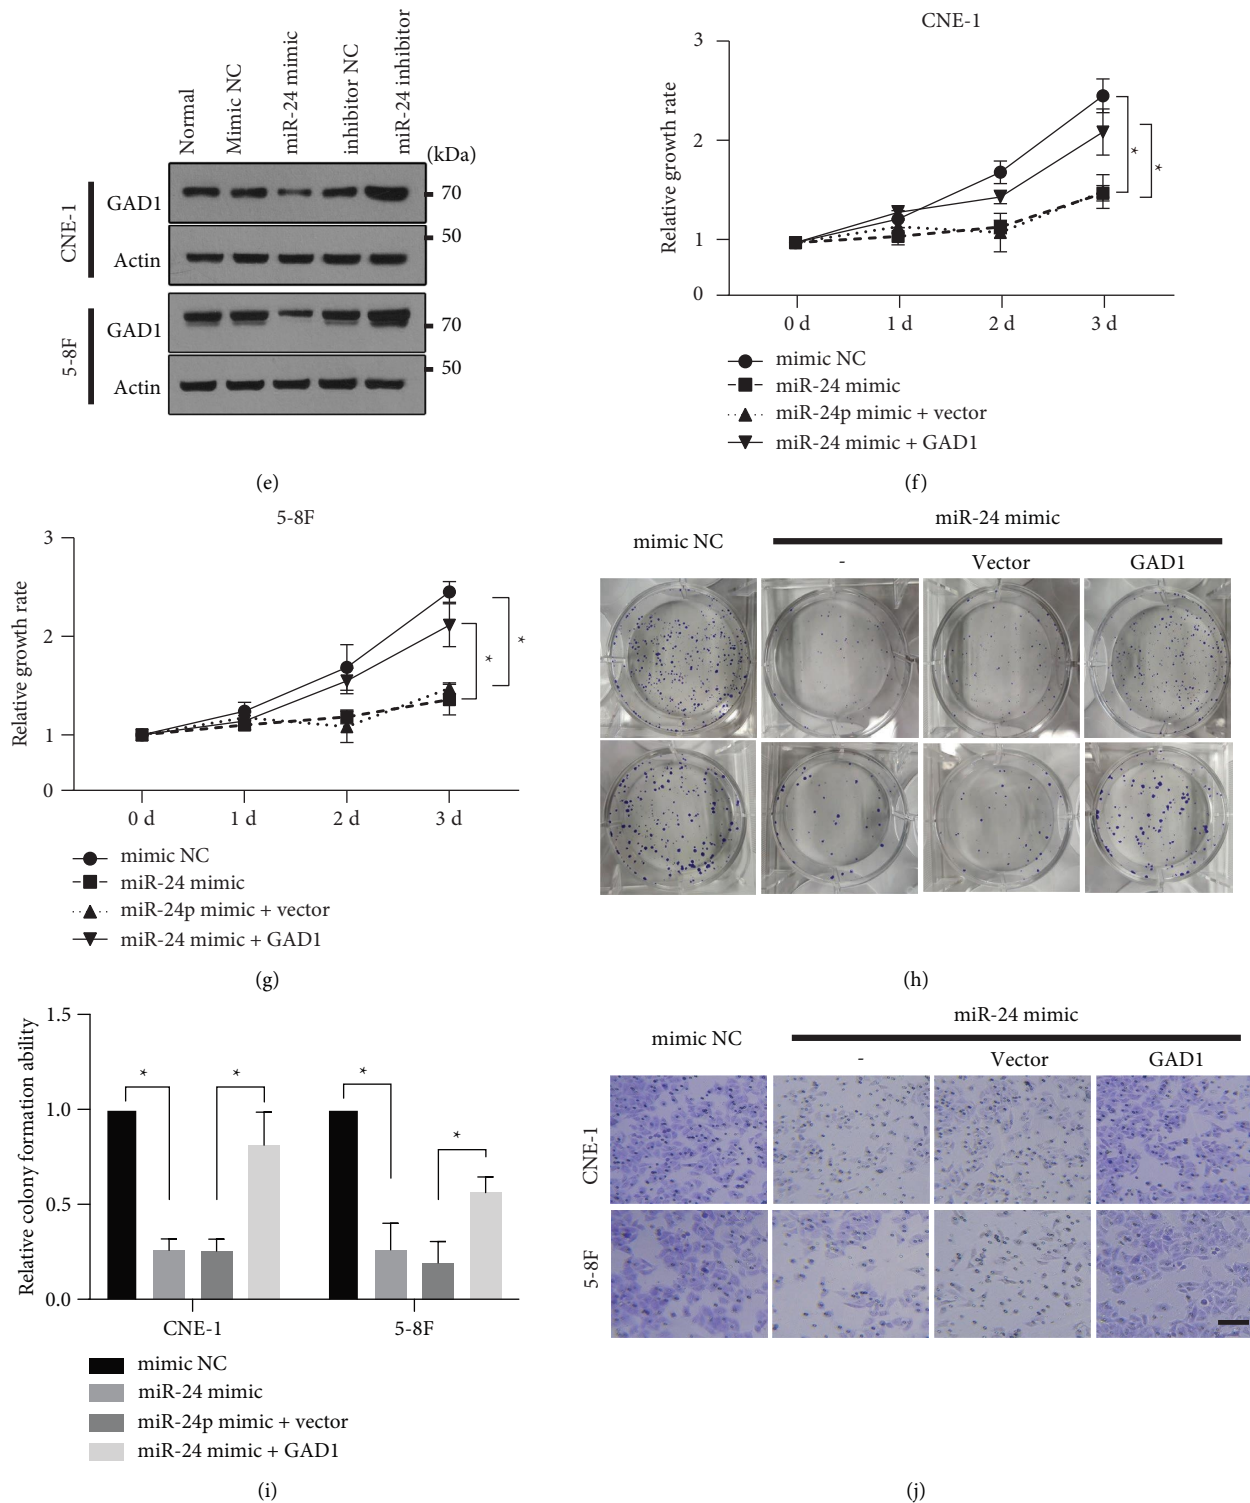 Normal
Mimic NC
miR-24 mimic
inhibitor NC
miR-24 inhibitor
(kDa)
CNE-1
GAD1
70
50
Actin
5-8F
GAD1
70
50
Actin
(e)
CNE-1
Relative growth rate
3
2
1
0
0 d 1 d 2 d 3 d
*
*
mimic NC
miR-24 mimic
miR-24p mimic + vector
miR-24 mimic + GAD1
(f)
5-8F
Relative growth rate
3
2
1
0
0 d 1 d 2 d 3 d
*
*
mimic NC
miR-24 mimic
miR-24p mimic + vector
miR-24 mimic + GAD1
(g)
miR-24 mimic
mimic NC
- Vector GAD1
(h)
Relative colony formation ability
1.5
1.0
0.5
0.0
* * * *
CNE-1 5-8F
mimic NC
miR-24 mimic
miR-24p mimic + vector
miR-24 mimic + GAD1
(i)
miR-24 mimic
mimic NC
- Vector GAD1
CNE-1
5-8F
(j)